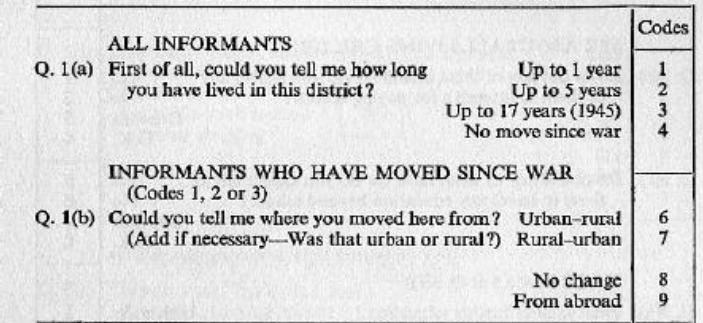 Codes
ALL INFORMANTS
Q. 1(a) First of all, could you tell me how long Up to 1 year 1
you have lived in this district? Up to 5 years 2
Up to 17 years (1945) 3
No move since war 4
INFORMANTS WHO HAVE MOVED SINCE WAR
(Codes 1, 2 or 3)
Q. 1(b) Could you tell me where you moved here from? Urban–rural 6
(Add if necessary—Was that urban or rural?) Rural–urban 7
No change 8
From abroad 9